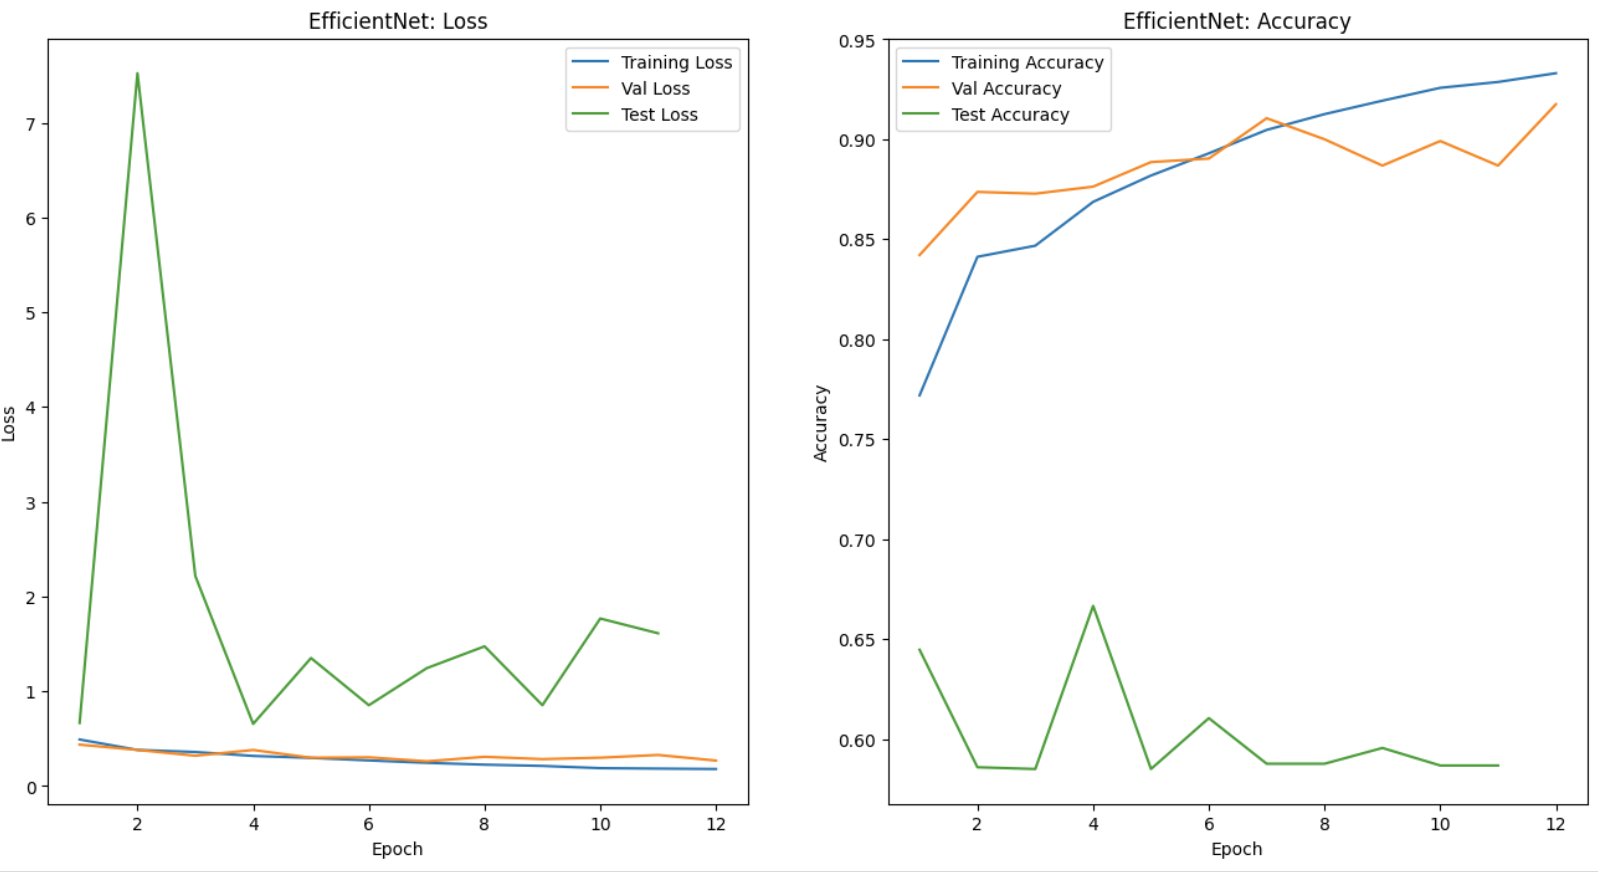 EfficientNet: Loss
Training Loss
Val Loss
Test Loss
7
6
5
4
3
2
1
0
Loss
2 4 6 8 10 12
Epoch
EfficientNet: Accuracy
Training Accuracy
Val Accuracy
Test Accuracy
0.95
0.90
0.85
0.80
0.75
0.70
0.65
0.60
Accuracy
2 4 6 8 10 12
Epoch